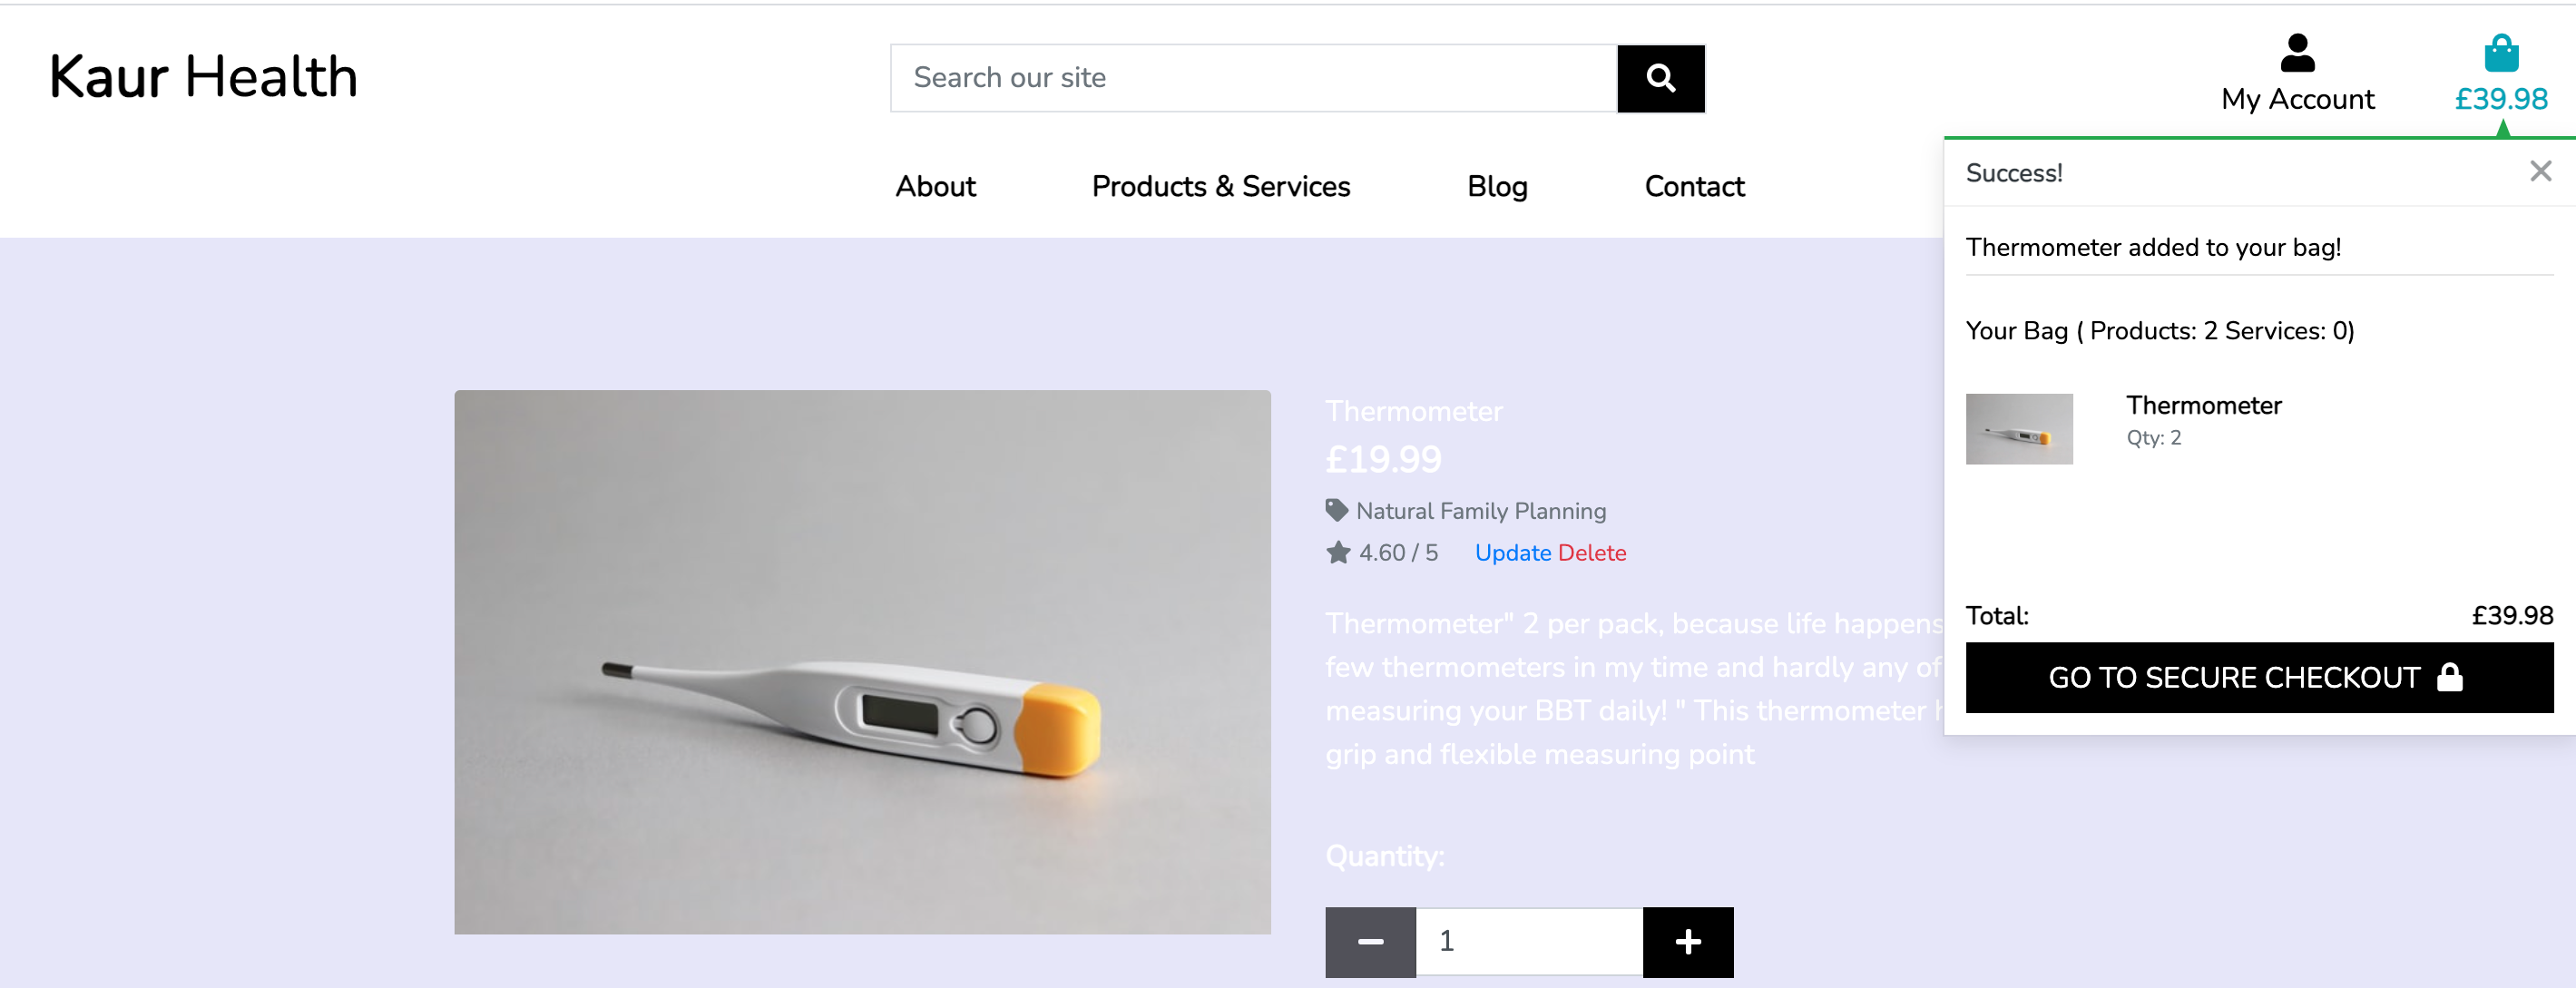 Kaur Health
Search our site
My Account
£39.98
About
Products & Services
Blog
Contact
Success!
Thermometer added to your bag!
Your Bag ( Products: 2 Services: 0)
Thermometer
Qty: 2
Total:
£39.98
GO TO SECURE CHECKOUT
Thermometer
£19.99
Natural Family Planning
4.60 / 5 Update Delete
Thermometer" 2 per pack, because life happens
few thermometers in my time and hardly any of
measuring your BBT daily! " This thermometer
grip and flexible measuring point
Quantity:
1